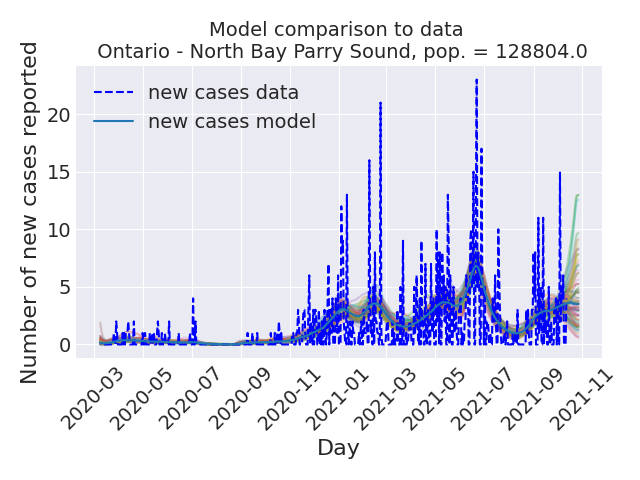 Model comparison to data
Ontario - North Bay Parry Sound, pop. = 128804.0
Number of new cases reported
20
15
10
5
0
new cases data
new cases model
2020-03
2020-05
2020-07
2020-09
2020-11
2021-01
2021-03
2021-05
2021-07
2021-09
2021-11
Day